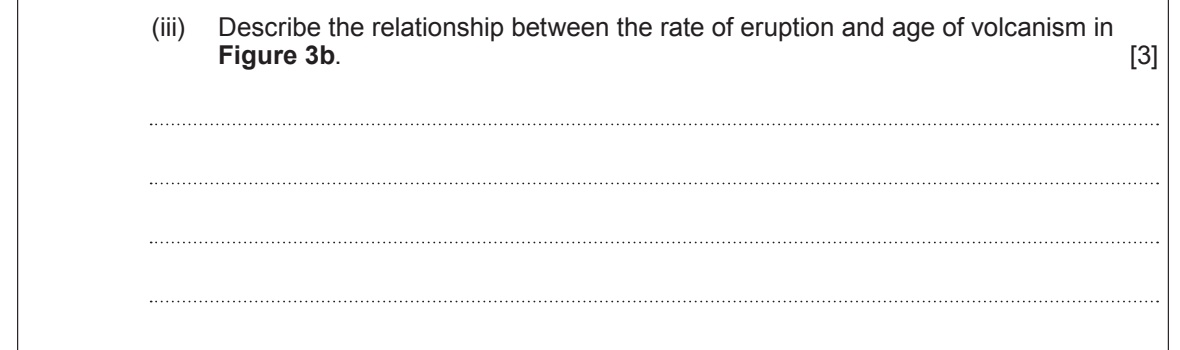 (iii) Describe the relationship between the rate of eruption and age of volcanism in
Figure 3b. [3]